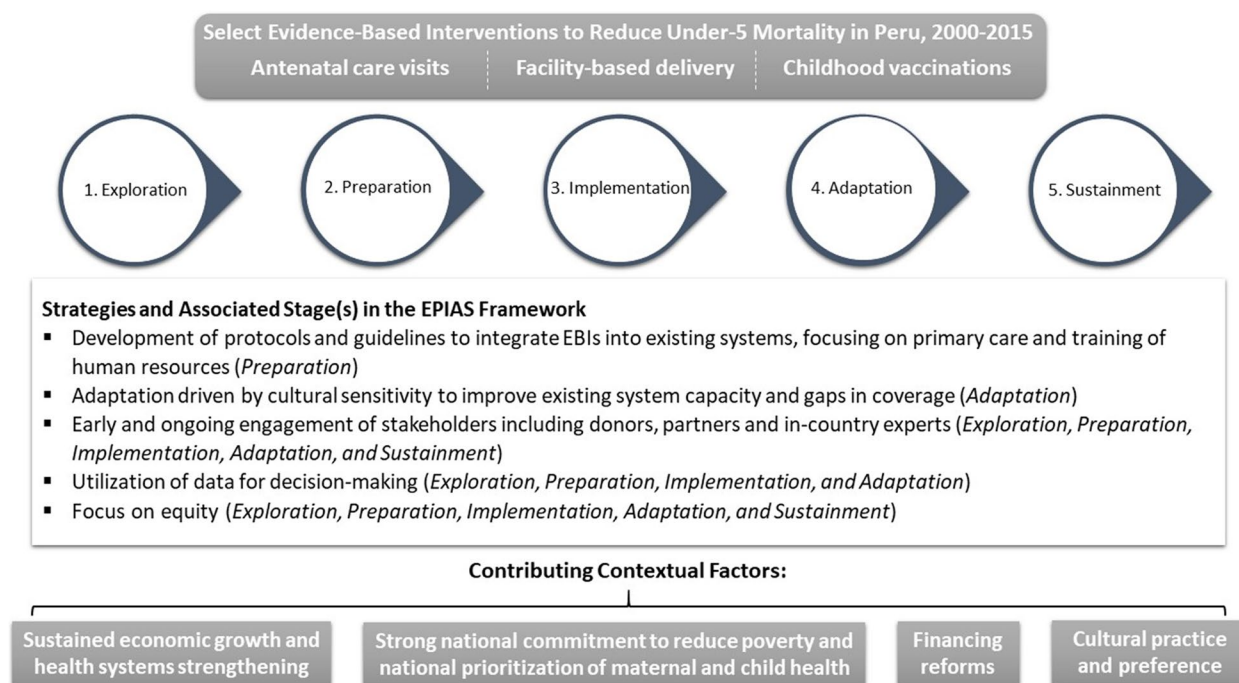 Select Evidence-Based Interventions to Reduce Under-5 Mortality in Peru, 2000-2015
Antenatal care visits Facility-based delivery Childhood vaccinations
1. Exploration 2. Preparation 3. Implementation 4. Adaptation 5. Sustainment
Strategies and Associated Stage(s) in the EPIAS Framework
▪ Development of protocols and guidelines to integrate EBIs into existing systems, focusing on primary care and training of
human resources (Preparation)
▪ Adaptation driven by cultural sensitivity to improve existing system capacity and gaps in coverage (Adaptation)
▪ Early and ongoing engagement of stakeholders including donors, partners and in-country experts (Exploration, Preparation,
Implementation, Adaptation, and Sustainment)
▪ Utilization of data for decision-making (Exploration, Preparation, Implementation, and Adaptation)
▪ Focus on equity (Exploration, Preparation, Implementation, Adaptation, and Sustainment)
Contributing Contextual Factors:
Sustained economic growth and
health systems strengthening
Strong national commitment to reduce poverty and
national prioritization of maternal and child health
Financing
reforms
Cultural practice
and preference